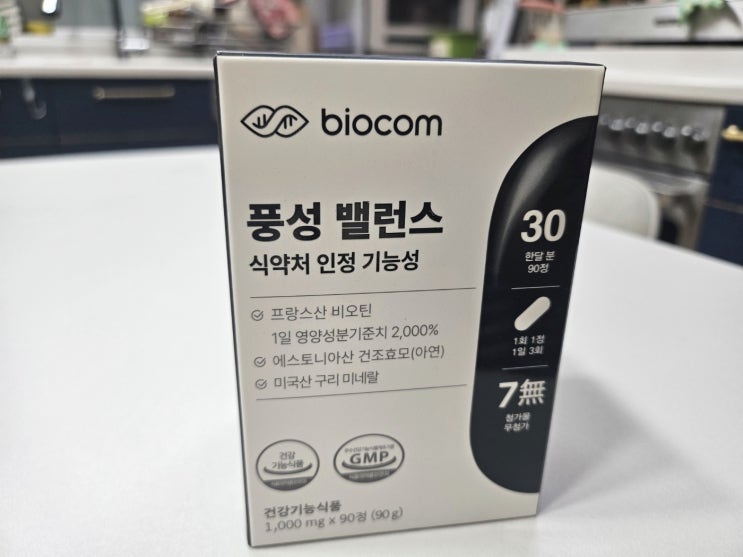 biocom
풍성 밸런스
식약처 인정 기능성
프랑스산 비오틴
1일 영양성분기준치 2,000%
에스토니아산 건조효모(아연)
미국산 구리 미네랄
30
한달 분
90정
1회 1정
1일 3회
7無
첨가물
무첨가
건강
기능식품
GMP
건강기능식품
1,000 mg x 90정 (90g)